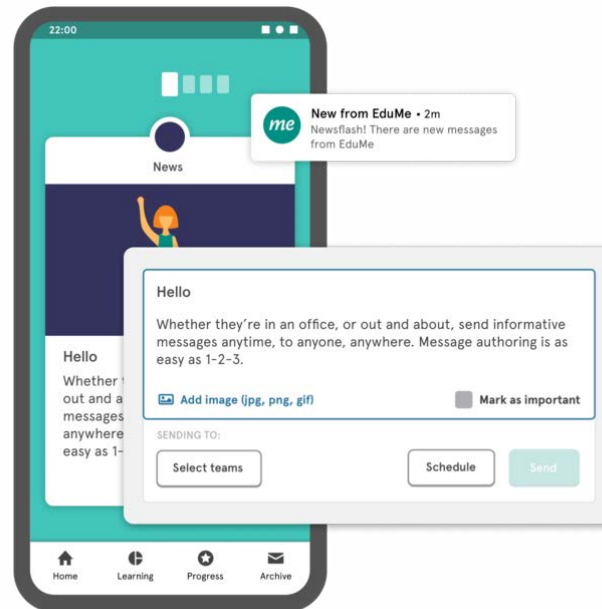 22:00
me
New from EduMe • 2m
Newsflash! There are new messages
from EduMe
News
Hello
Whether they’re in an office, or out and about, send informative
messages anytime, to anyone, anywhere. Message authoring is as
easy as 1-2-3.
Add image (jpg, png, gif)
Mark as important
SENDING TO:
Select teams
Schedule
Send
Hello
Whether
out and a
messages
anywhere
easy as 1-
Home
Learning
Progress
Archive